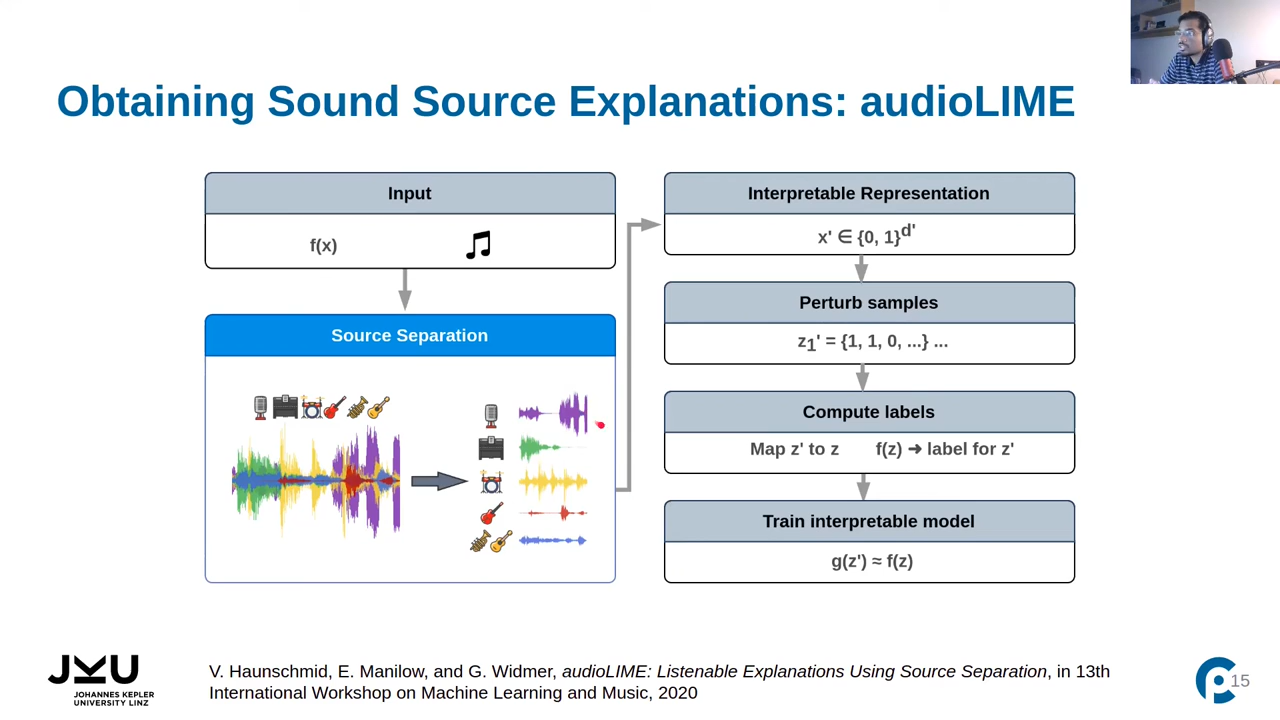 Obtaining Sound Source Explanations: audioLIME
Input
f(x)
Source Separation
Interpretable Representation
x' ∈ {0, 1}d'
Perturb samples
z1' = {1, 1, 0, ...} ...
Compute labels
Map z' to z f(z) ➜ label for z'
Train interpretable model
g(z') ≈ f(z)
JKU
JOHANNES KEPLER
UNIVERSITY LINZ
V. Haunschmid, E. Manilow, and G. Widmer, audioLIME: Listenable Explanations Using Source Separation, in 13th
International Workshop on Machine Learning and Music, 2020
15